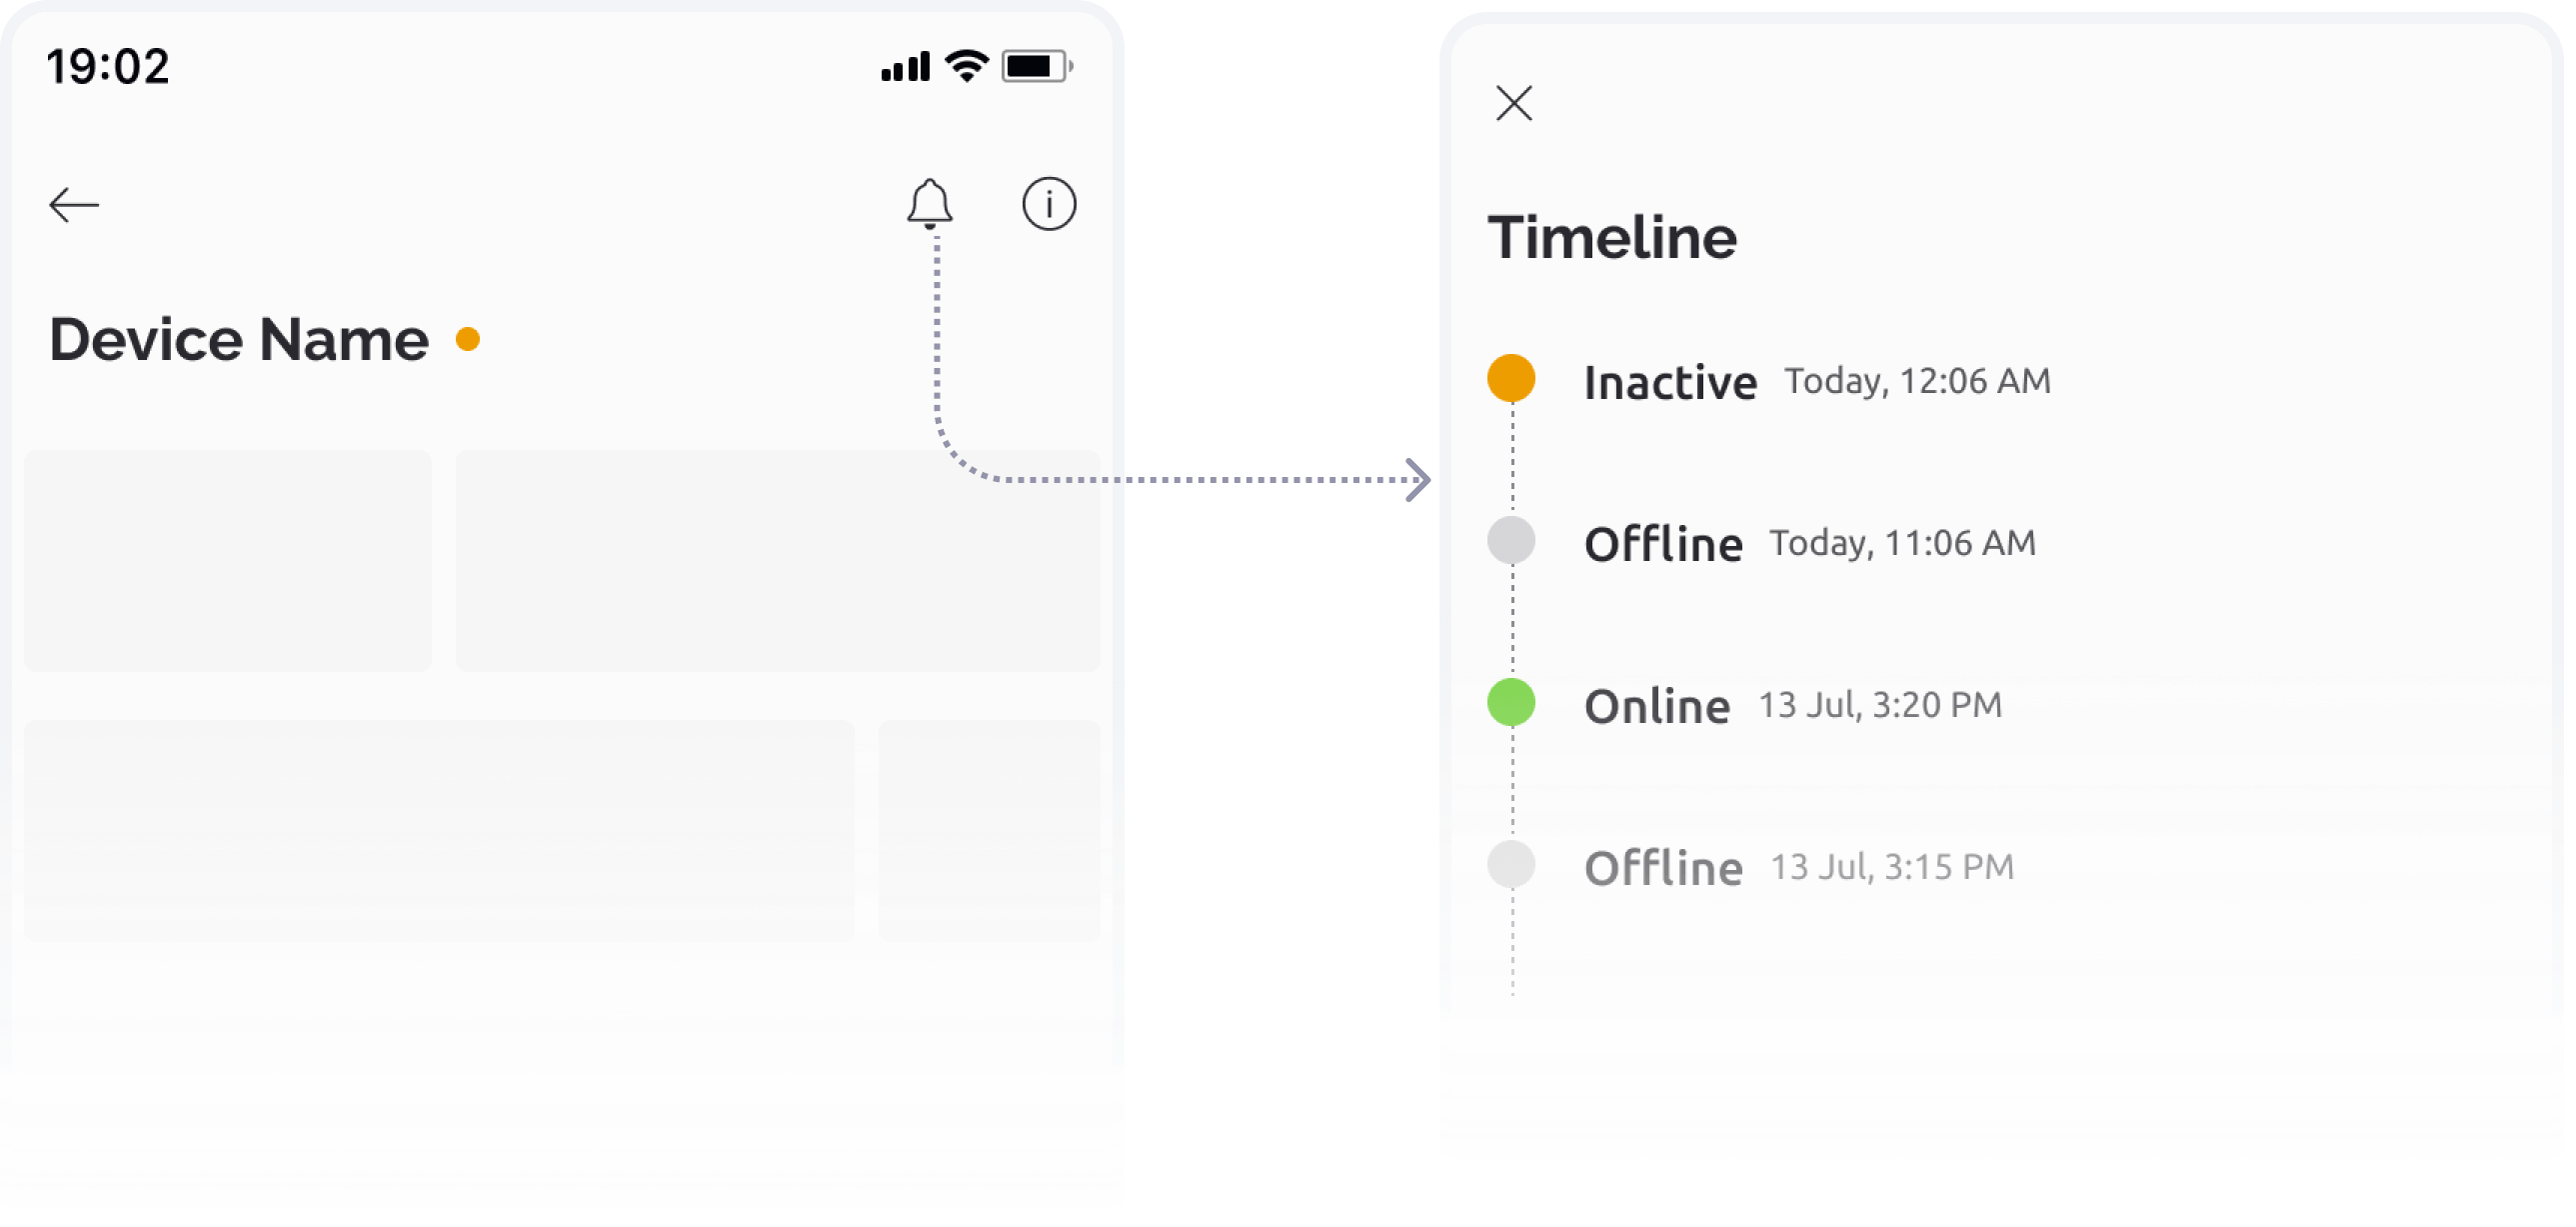 19:02
Device Name
Timeline
Inactive Today, 12:06 AM
Offline Today, 11:06 AM
Online 13 Jul, 3:20 PM
Offline 13 Jul, 3:15 PM